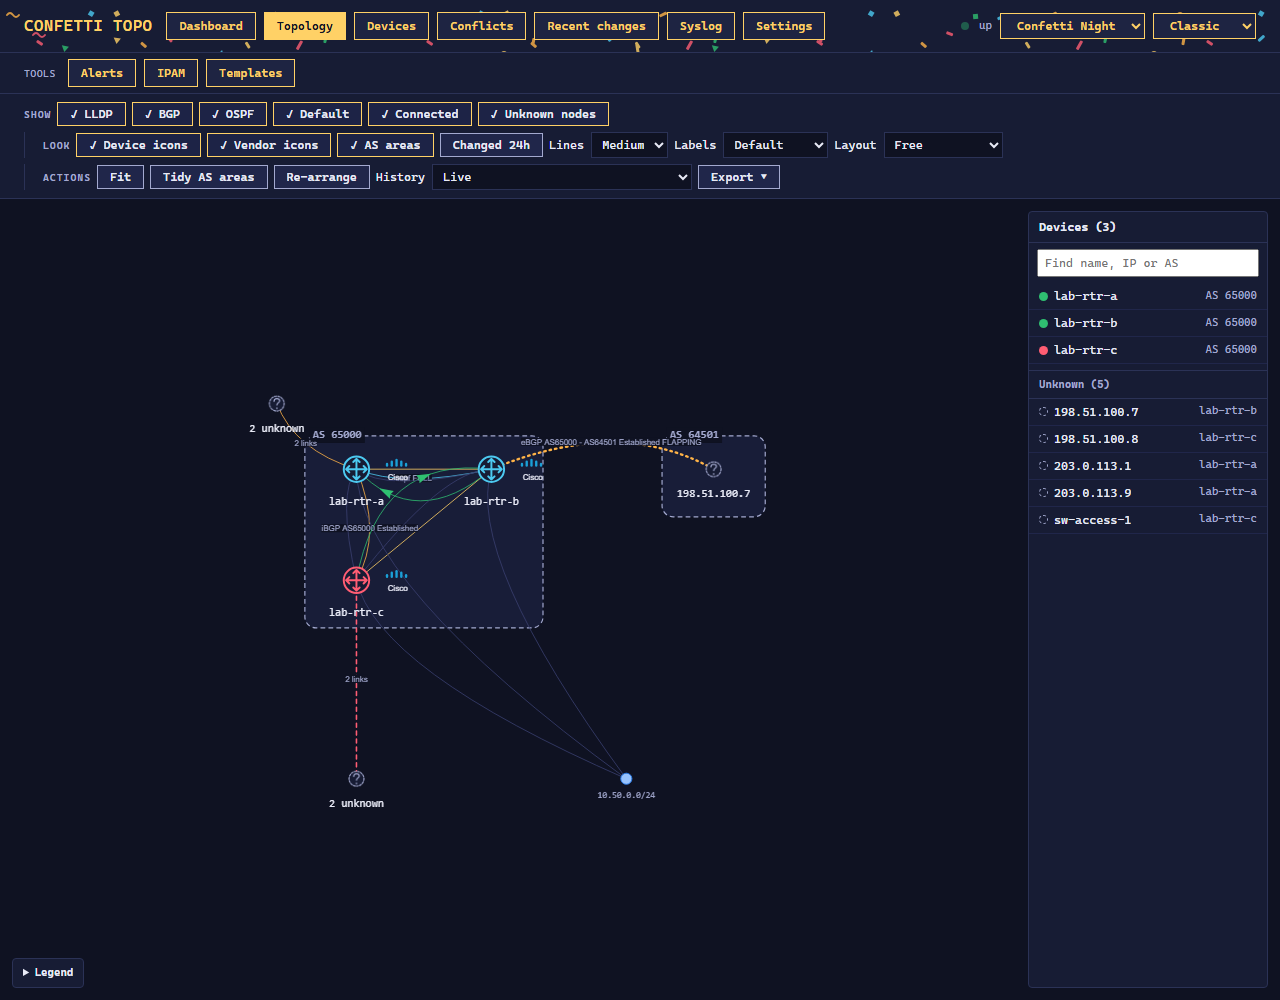 CONFETTI TOPO Dashboard Topology Devices Conflicts Recent changes Syslog Settings up Confetti Night Classic
TOOLS Alerts IPAM Templates
SHOW ✓ LLDP ✓ BGP ✓ OSPF ✓ Default ✓ Connected ✓ Unknown nodes
LOOK ✓ Device icons ✓ Vendor icons ✓ AS areas Changed 24h Lines Medium Labels Default Layout Free
ACTIONS Fit Tidy AS areas Re-arrange History Live Export ▾
Devices (3)
Find name, IP or AS
lab-rtr-a AS 65000
lab-rtr-b AS 65000
lab-rtr-c AS 65000
Unknown (5)
198.51.100.7 lab-rtr-b
198.51.100.8 lab-rtr-c
203.0.113.1 lab-rtr-a
203.0.113.9 lab-rtr-a
sw-access-1 lab-rtr-c
2 unknown
2 links
AS 65000
eBGP AS65000 - AS64501 Established FLAPPING
AS 64501
Cisco
FULL
Cisco
lab-rtr-a
lab-rtr-b
198.51.100.7
iBGP AS65000 Established
Cisco
lab-rtr-c
2 links
2 unknown
10.50.0.0/24
▸ Legend